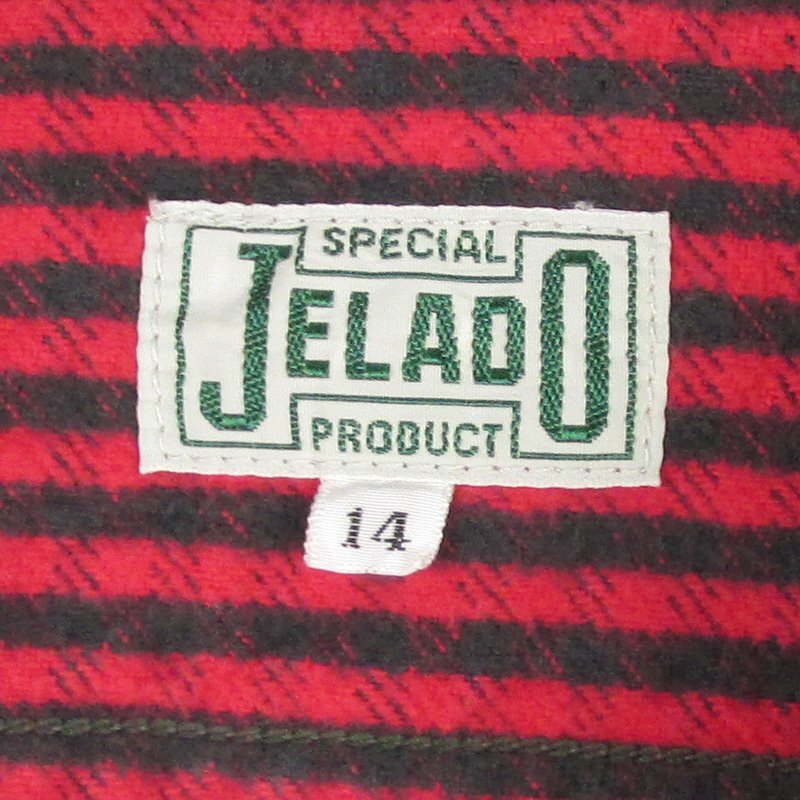 SPECIAL
JELADO
PRODUCT
14